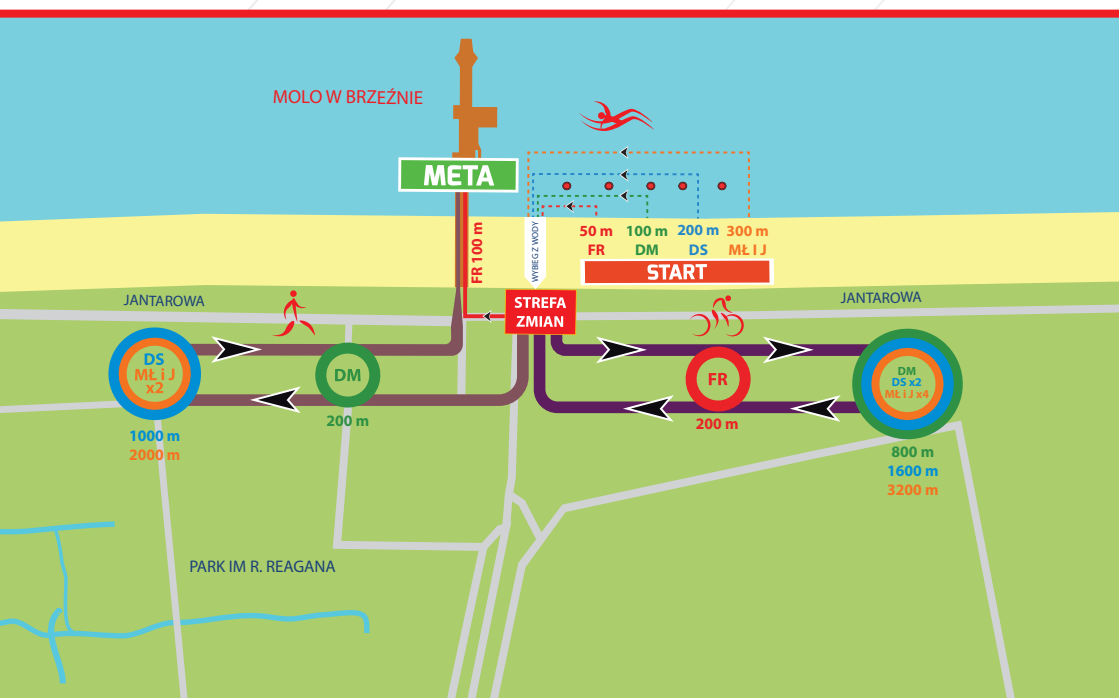 MOLO W BRZEŹNIE
META
FR 100 m
WYBIEG Z WODY
50 m
FR
100 m
DM
200 m
DS
300 m
MŁ I J
START
JANTAROWA
STREFA
ZMIAN
JANTAROWA
DS
MŁ i J
x2
1000 m
2000 m
DM
200 m
FR
200 m
DM
DS x2
MŁ i J x4
800 m
1600 m
3200 m
PARK IM R. REAGANA